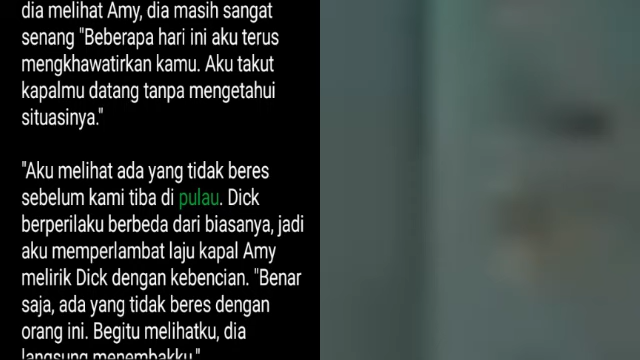 dia melihat Amy, dia masih sangat
senang "Beberapa hari ini aku terus
mengkhawatirkan kamu. Aku takut
kapalmu datang tanpa mengetahui
situasinya."
"Aku melihat ada yang tidak beres
sebelum kami tiba di pulau. Dick
berperilaku berbeda dari biasanya, jadi
aku memperlambat laju kapal Amy
melirik Dick dengan kebencian. "Benar
saja, ada yang tidak beres dengan
orang ini. Begitu melihatku, dia
langsung menembakku."